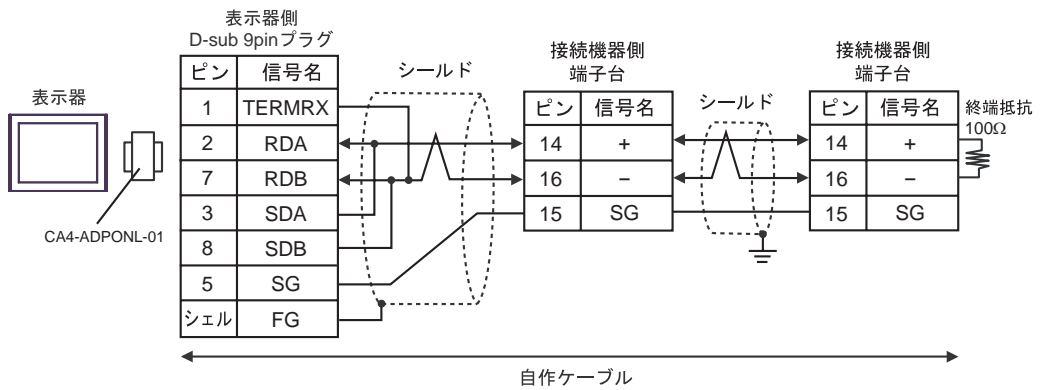 表示器側
D-sub 9pinプラグ
ピン 信号名
1 TERMRX
2 RDA
7 RDB
3 SDA
8 SDB
5 SG
シェル FG
表示器
CA4-ADPONL-01
シールド
接続機器側
端子台
ピン 信号名
14 +
16 −
15 SG
シールド
接続機器側
端子台
ピン 信号名
14 +
16 −
15 SG
終端抵抗
100Ω
自作ケーブル